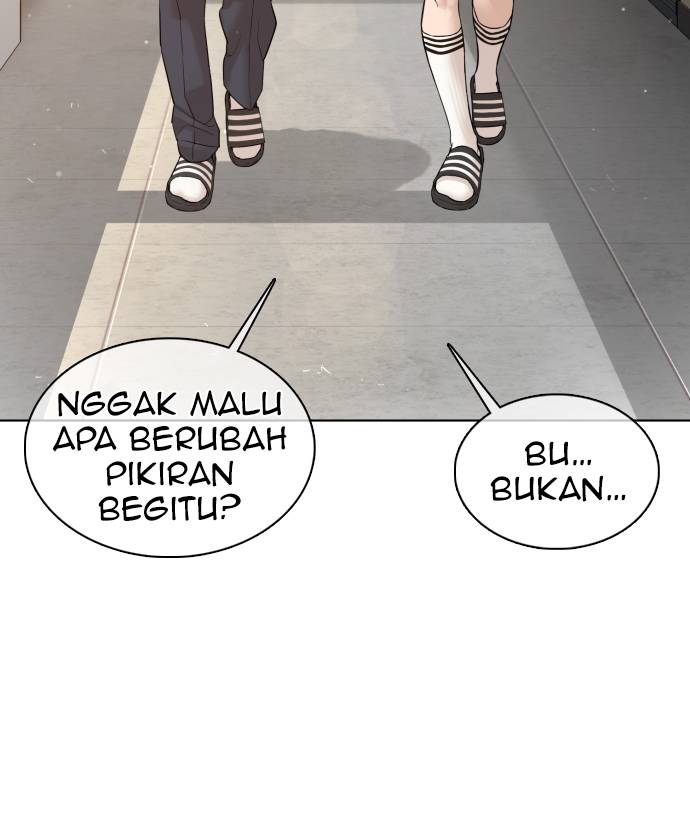 NGGAK MALU
APA BERUBAH
PIKIRAN
BEGITU?
BU...
BUKAN...